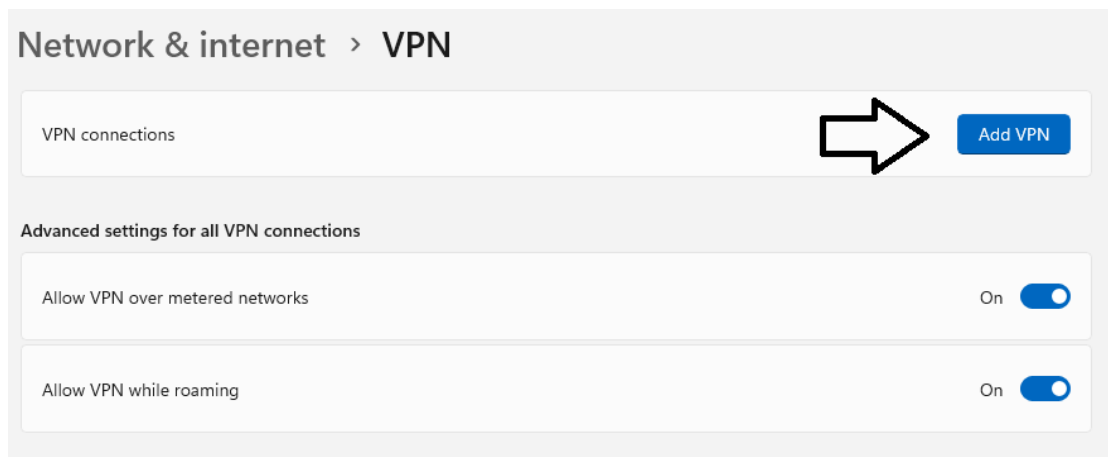 Network & internet > VPN
VPN connections
Add VPN
Advanced settings for all VPN connections
Allow VPN over metered networks
On
Allow VPN while roaming
On